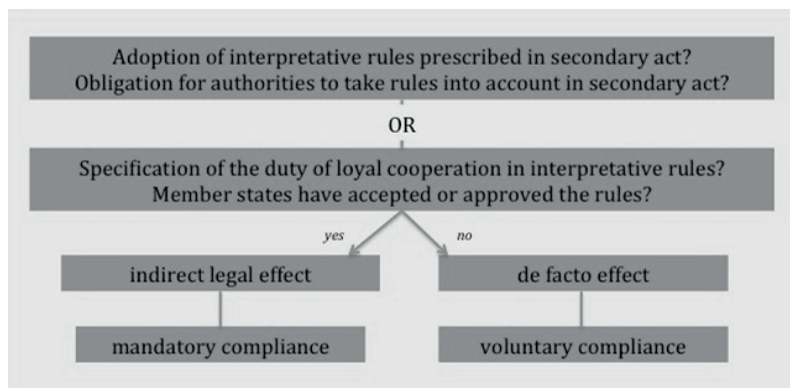 Adoption of interpretative rules prescribed in secondary act?
Obligation for authorities to take rules into account in secondary act?
OR
Specification of the duty of loyal cooperation in interpretative rules?
Member states have accepted or approved the rules?
yes
no
indirect legal effect
de facto effect
mandatory compliance
voluntary compliance